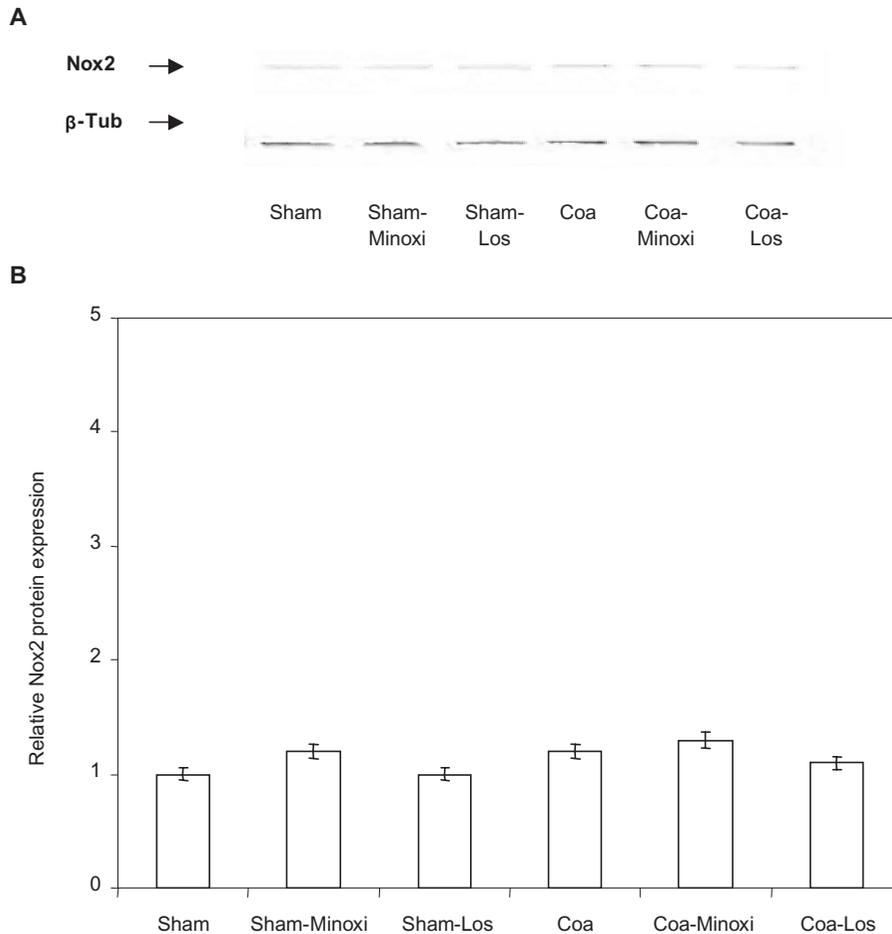 A
Nox2
β-Tub
Sham Sham- Sham- Coa Coa- Coa-
Minoxi Los Minoxi Los
B
5
4
3
2
1
0
Relative Nox2 protein expression
Sham Sham-Minoxi Sham-Los Coa Coa-Minoxi Coa-Los